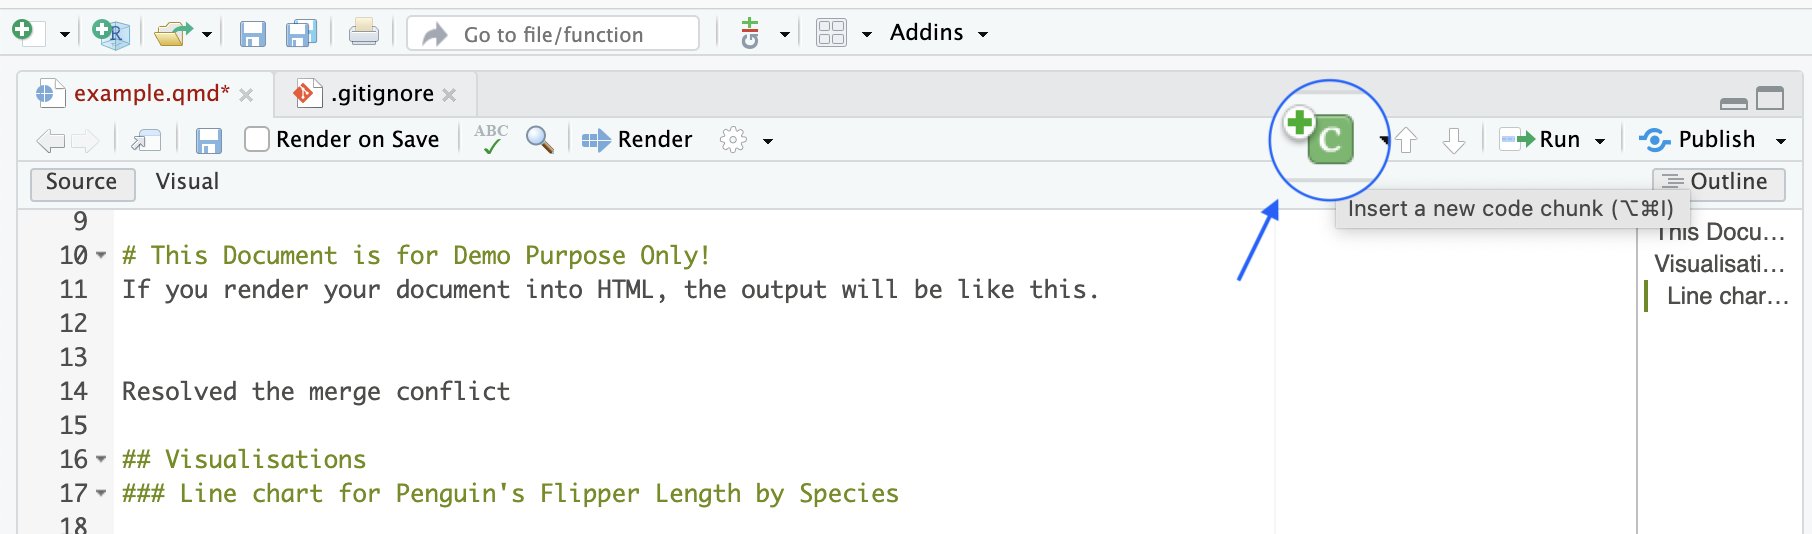 Go to file/function
Addins
example.qmd*
.gitignore
Render on Save
ABC
Render
C
Run
Publish
Source
Visual
Outline
Insert a new code chunk (⌥⌘I)
9
10 # This Document is for Demo Purpose Only!
11 If you render your document into HTML, the output will be like this.
12
13
14 Resolved the merge conflict
15
16 ## Visualisations
17 ### Line chart for Penguin's Flipper Length by Species
18
This Docu...
Visualisati...
Line char...